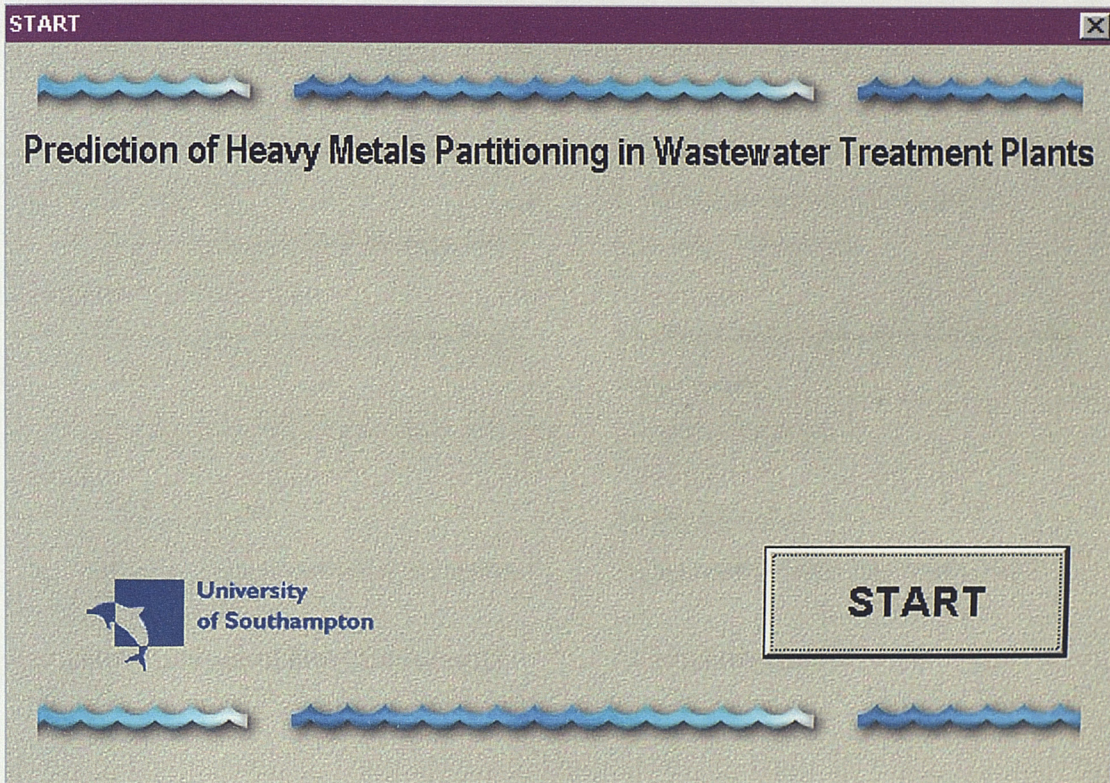 START
Prediction of Heavy Metals Partitioning in Wastewater Treatment Plants
University
of Southampton
START